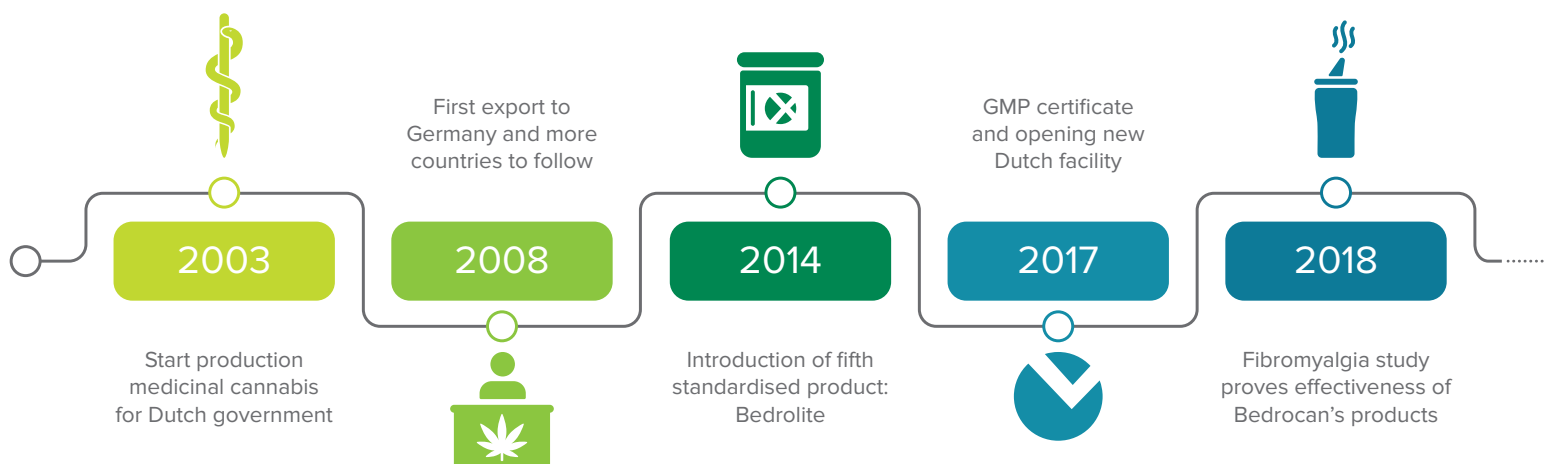 2003
Start production
medicinal cannabis
for Dutch government
First export to
Germany and more
countries to follow
2008
2014
Introduction of fifth
standardised product:
Bedrolite
GMP certificate
and opening new
Dutch facility
2017
2018
Fibromyalgia study
proves effectiveness of
Bedrocan’s products